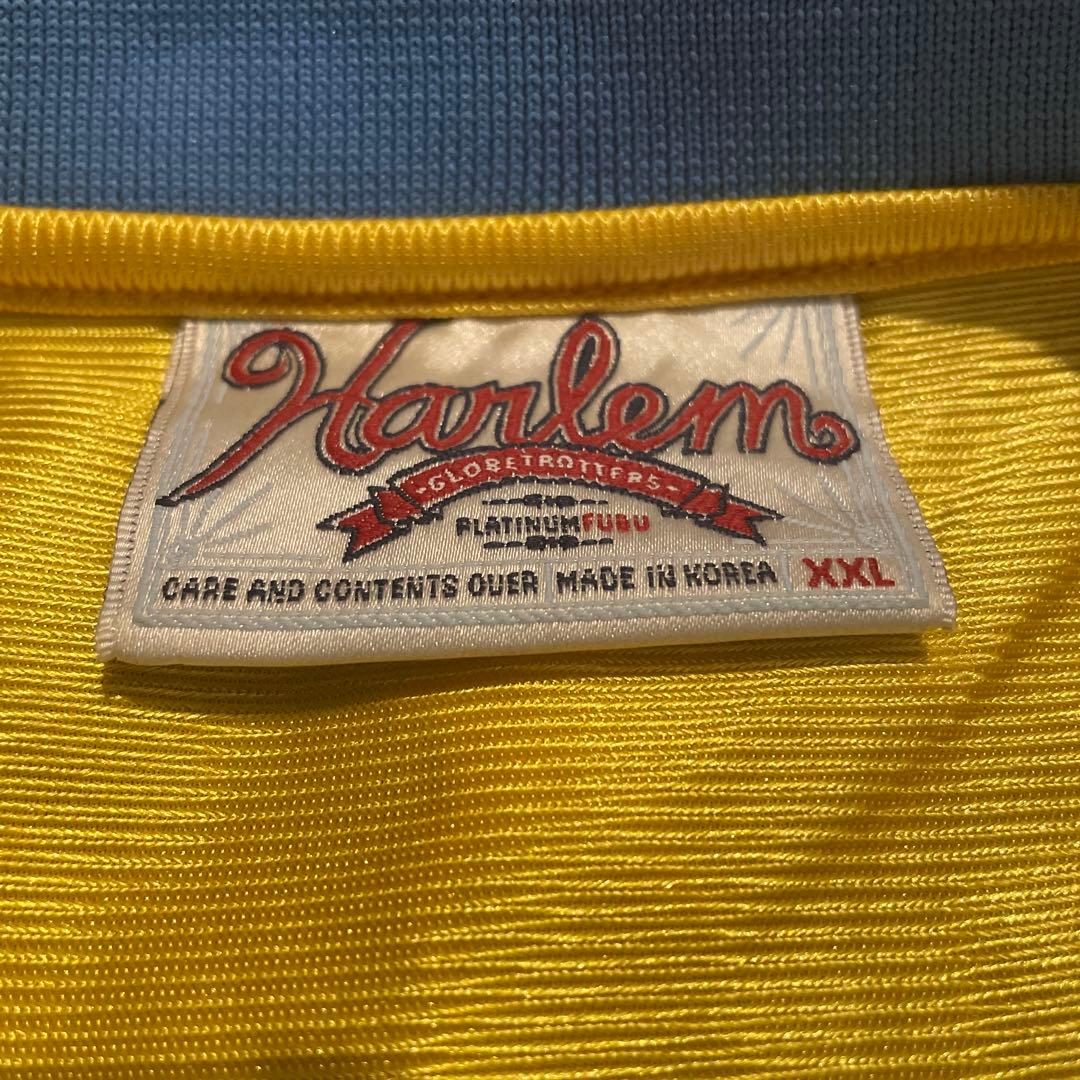 Harlem
GLOBETROTTERS
PLATINUMFUBU
CARE AND CONTENTS OVER MADE IN KOREA XXL